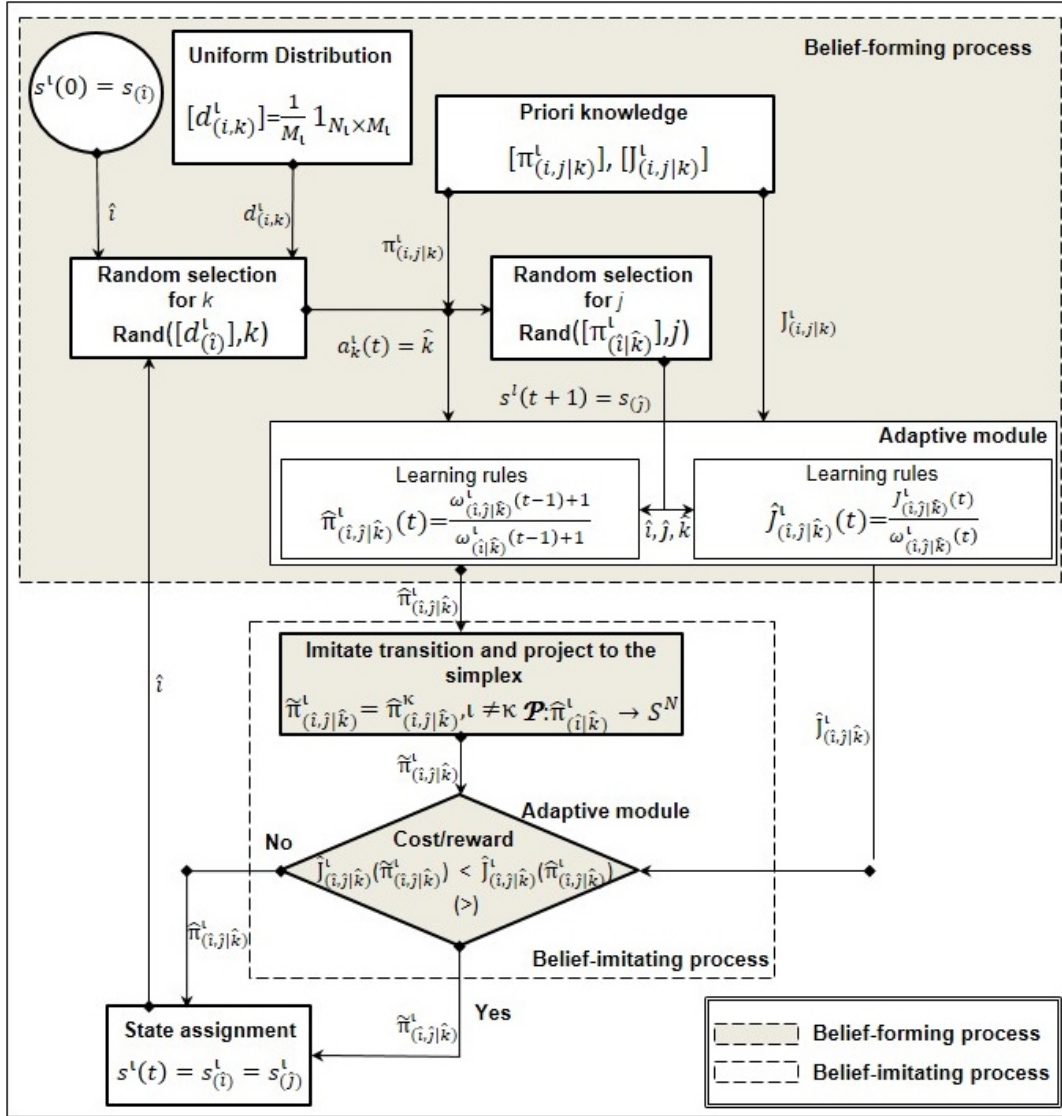 Belief-forming process
s^ι(0) = s_(î)
Uniform Distribution
[d^ι_(i,k)]=1/M_ι 1_{N_ι×M_ι}
Priori knowledge
[π^ι_(i,j|k)], [J^ι_(i,j|k)]
î
d^ι_(i,k)
π^ι_(i,j|k)
Random selection
for k
Rand([d^ι_(î)],k)
Random selection
for j
Rand([π^ι_(î|k̂)],j)
J^ι_(i,j|k)
a^ι_k(t) = k̂
s^l(t + 1) = s_(ĵ)
Adaptive module
Learning rules
π̂^ι_(î,ĵ|k̂)(t)=(ω^ι_(î,ĵ|k̂)(t−1)+1)/(ω^ι_(î|k̂)(t−1)+1)
î, ĵ, k̂
Learning rules
Ĵ^ι_(î,ĵ|k̂)(t)=J^ι_(î,ĵ|k̂)(t)/ω^ι_(î,ĵ|k̂)(t)
π̂^ι_(î,ĵ|k̂)
Imitate transition and project to the
simplex
π̃^ι_(î,ĵ|k̂) = π̂^κ_(î,ĵ|k̂),ι ≠κ 𝓟:π̂^ι_(î|k̂) → S^N
î
Ĵ^ι_(î,ĵ|k̂)
π̃^ι_(î,ĵ|k̂)
Adaptive module
No
Cost/reward
Ĵ^ι_(î,ĵ|k̂)(π̃^ι_(î,ĵ|k̂)) < Ĵ^ι_(î,ĵ|k̂)(π̂^ι_(î,ĵ|k̂))
(>)
π̂^ι_(î,ĵ|k̂)
Belief-imitating process
π̃^ι_(î,ĵ|k̂)
Yes
State assignment
s^ι(t) = s^ι_(î) = s^ι_(ĵ)
Belief-forming process
Belief-imitating process